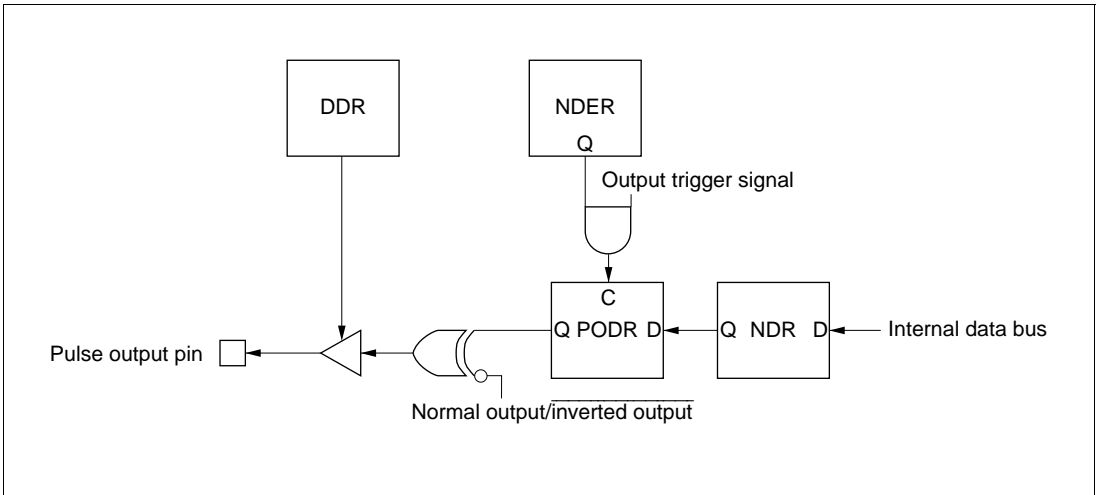 DDR
NDER
Q
Output trigger signal
C
Q PODR D
Q NDR D
Internal data bus
Pulse output pin
Normal output/inverted output